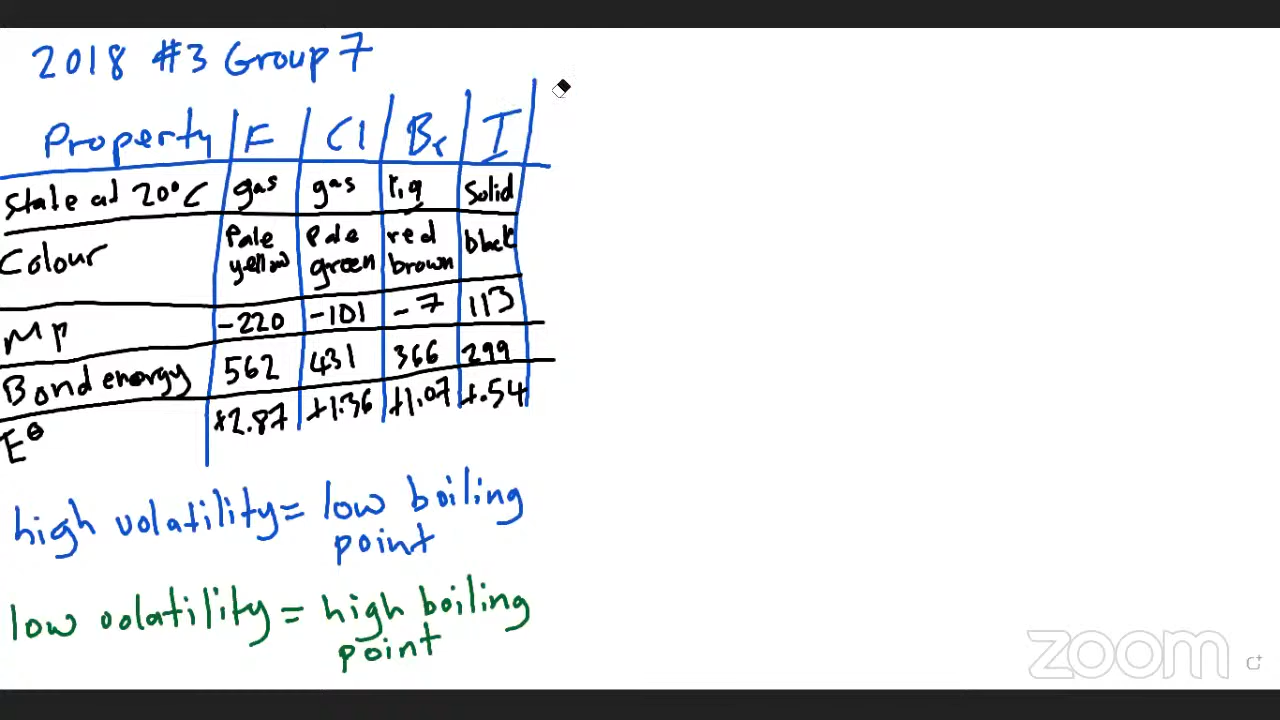 2018 #3 Group 7
Property F Cl Br I
State at 20°C gas gas liq Solid
Colour Pale yellow Pale green red brown black
MP -220 -101 -7 113
Bond energy 562 431 366 299
E⦵ +2.87 +1.36 +1.07 +.54
high volatility = low boiling
point
low volatility = high boiling
point
zoom